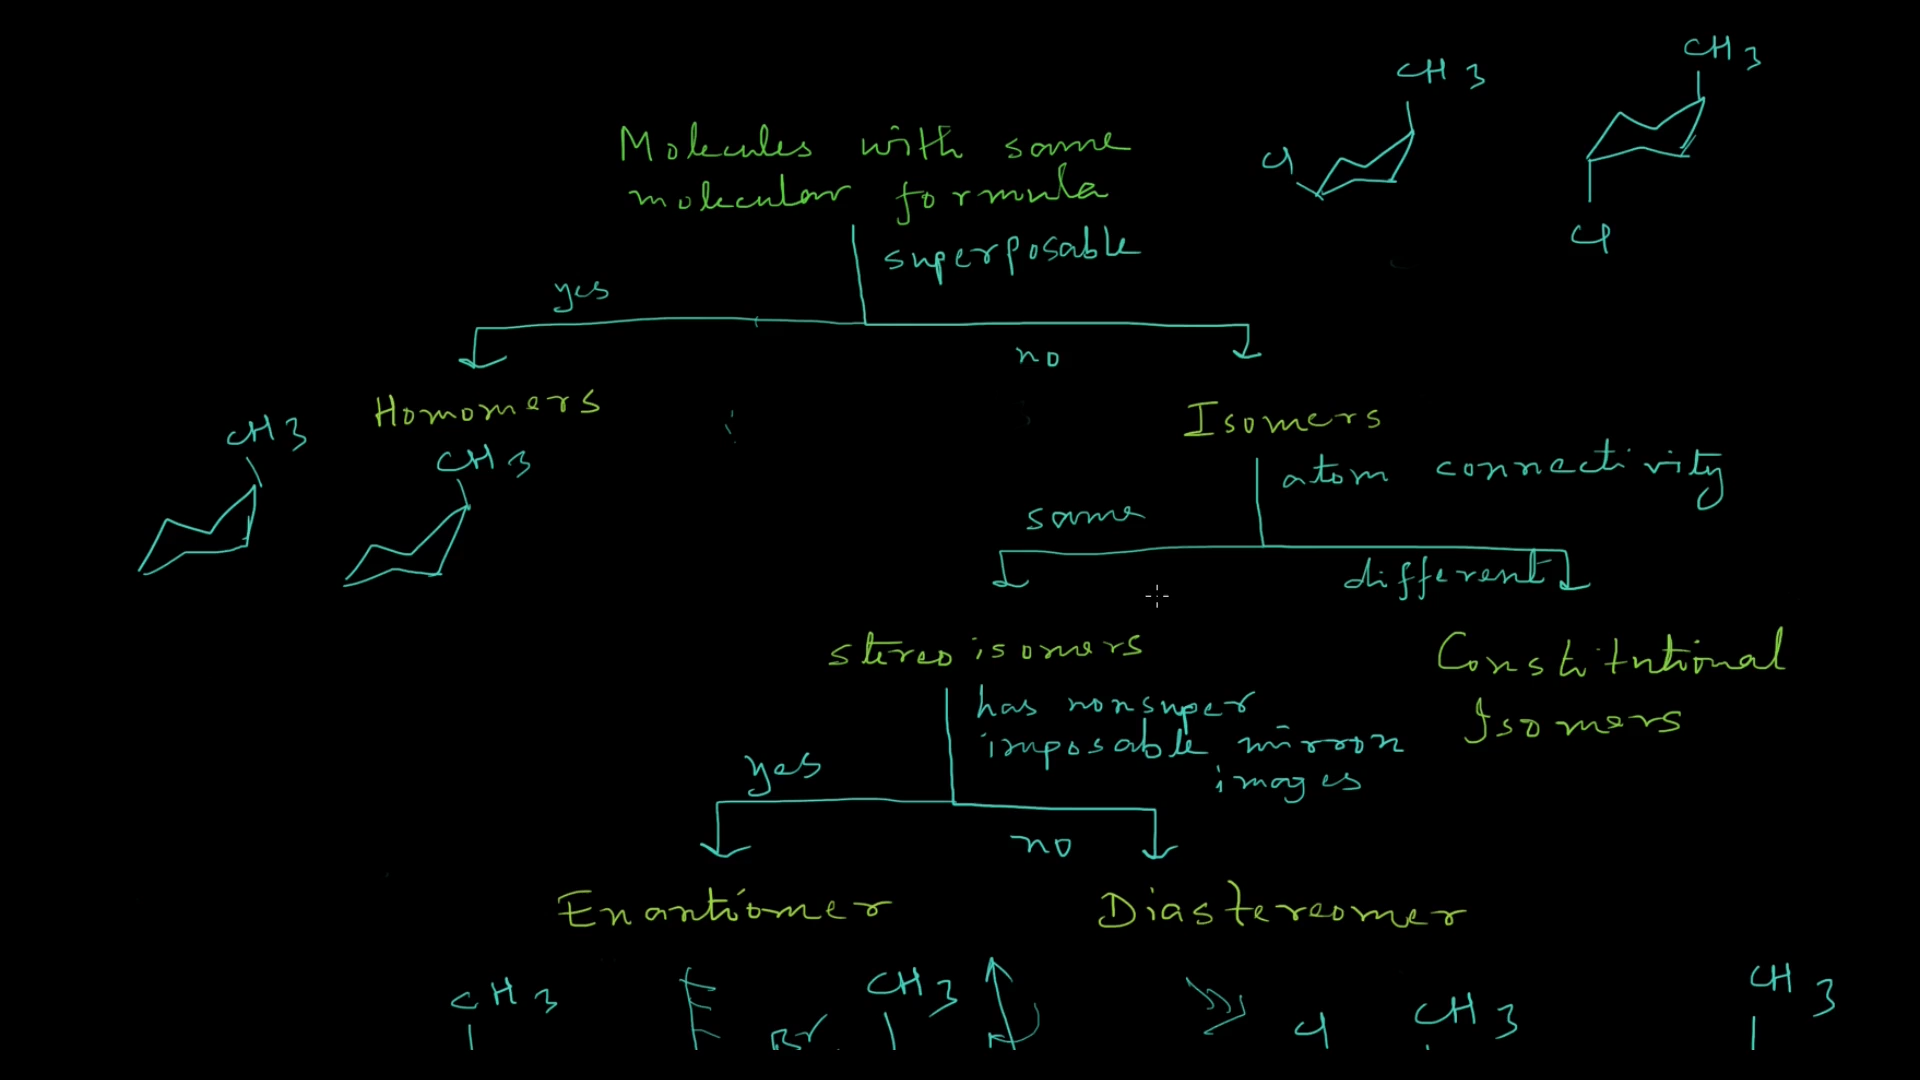 CH3
CH3
Molecules with same
Cl
molecular formula
Cl
superposable
yes
no
Homomers
Isomers
CH3
CH3
atom connectivity
same
different
stereoisomers
Constitutional
Isomers
has nonsuper
imposable mirror
images
yes
no
Enantiomer
Diastereomer
CH3
Br
CH3
Cl
CH3
CH3